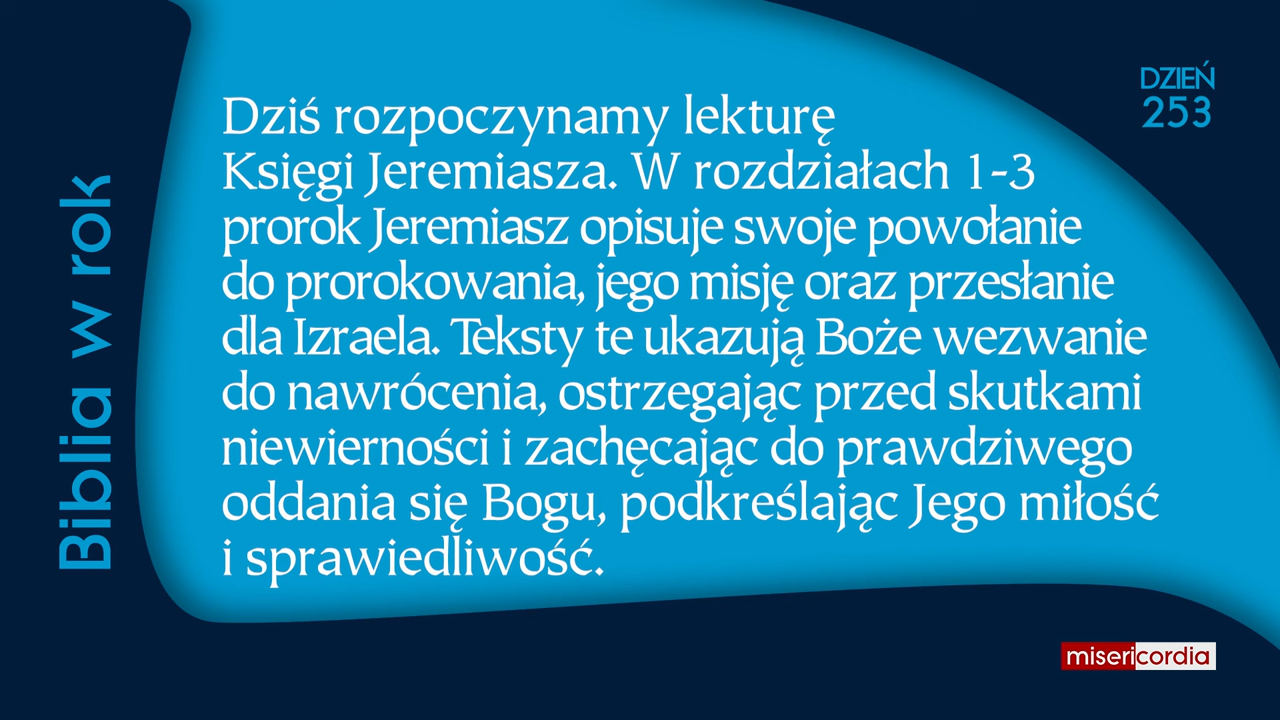 Biblia w rok
DZIEŃ
253
Dziś rozpoczynamy lekturę
Księgi Jeremiasza. W rozdziałach 1-3
prorok Jeremiasz opisuje swoje powołanie
do prorokowania, jego misję oraz przesłanie
dla Izraela. Teksty te ukazują Boże wezwanie
do nawrócenia, ostrzegając przed skutkami
niewierności i zachęcając do prawdziwego
oddania się Bogu, podkreślając Jego miłość
i sprawiedliwość.
misericordia